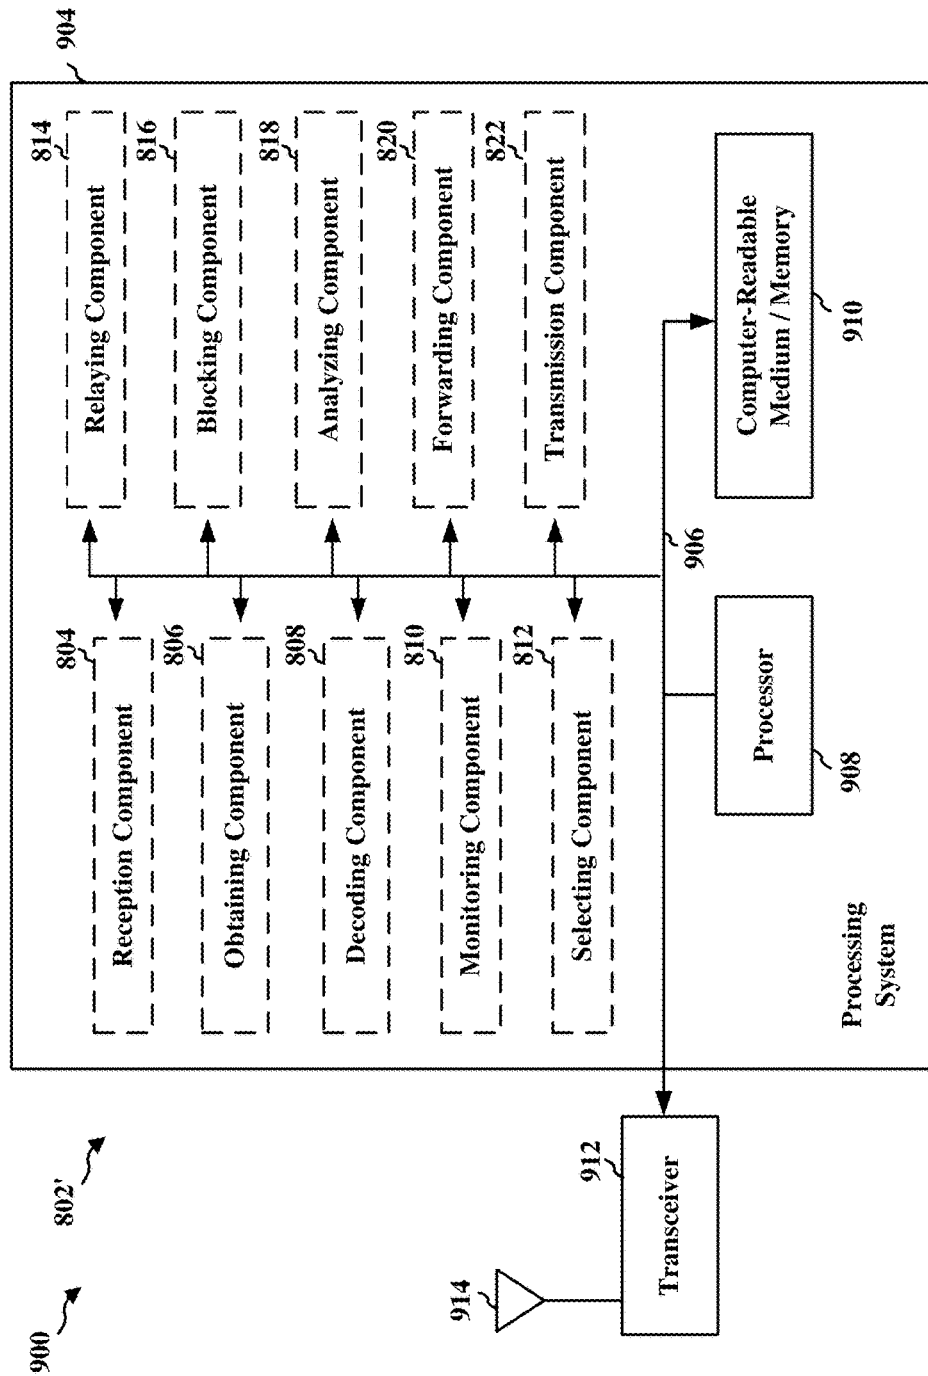 900
802'
904
804
Reception Component
814
Relaying Component
806
Obtaining Component
816
Blocking Component
808
Decoding Component
818
Analyzing Component
810
Monitoring Component
820
Forwarding Component
812
Selecting Component
822
Transmission Component
914
912
Transceiver
906
Processor
908
Computer-Readable
Medium / Memory
910
Processing
System